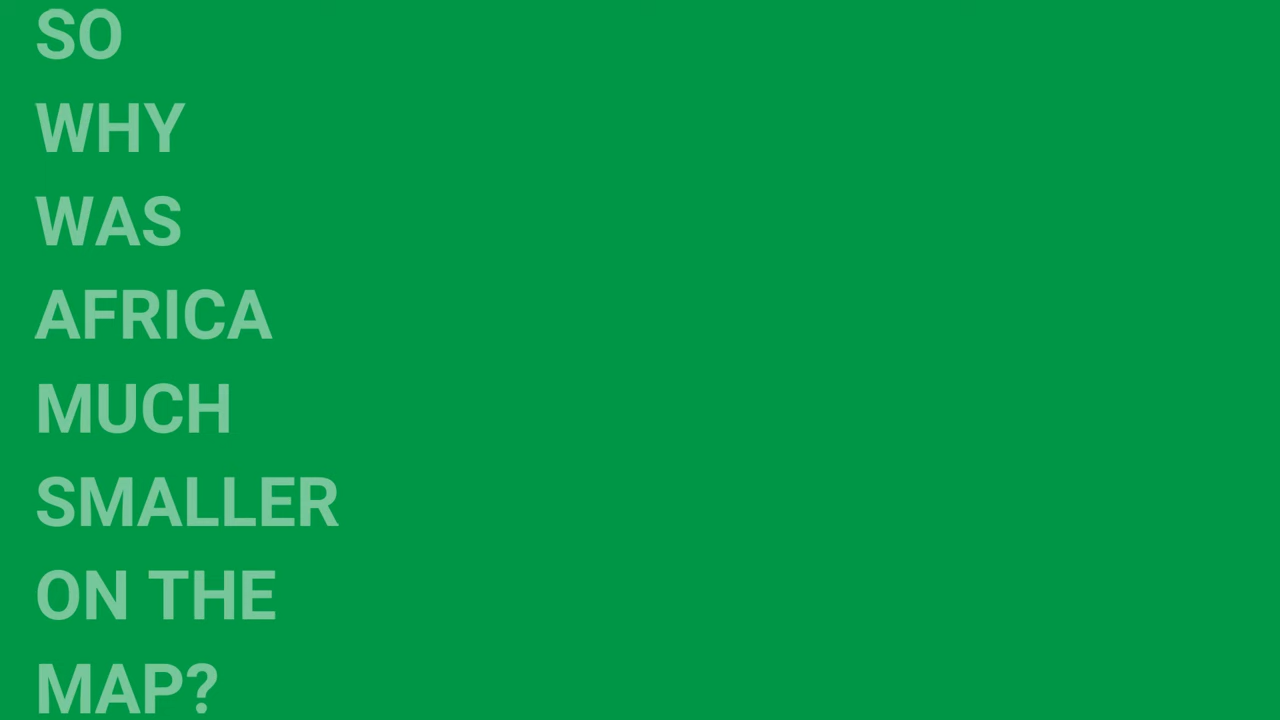 SO
WHY
WAS
AFRICA
MUCH
SMALLER
ON THE
MAP?